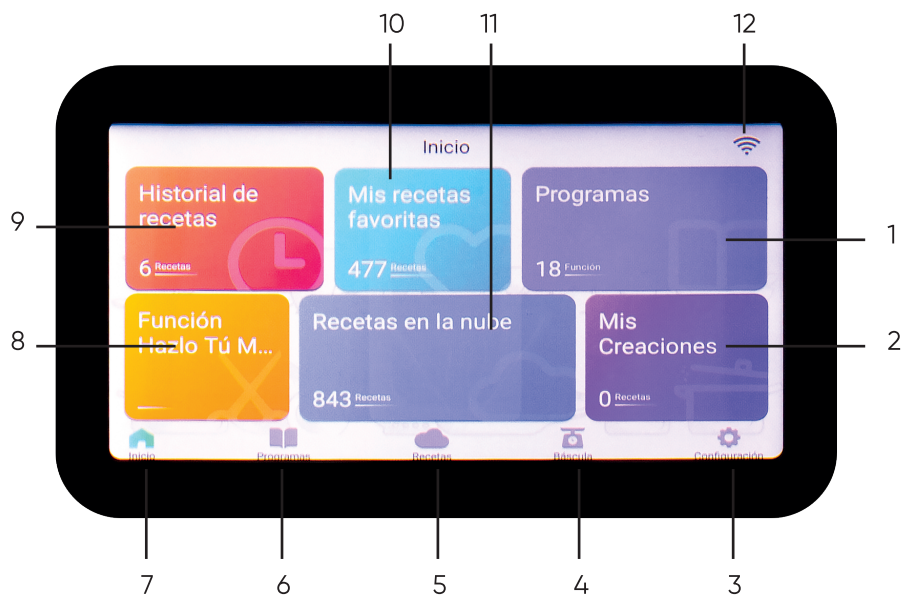 10 11 12
Inicio
Historial de
recetas
6 Recetas
Mis recetas
favoritas
477 Recetas
Programas
18 Función
9
1
Función
Hazlo Tú M...
Recetas en la nube
843 Recetas
Mis
Creaciones
0 Recetas
8
2
Inicio Programas Recetas Báscula Configuración
7 6 5 4 3